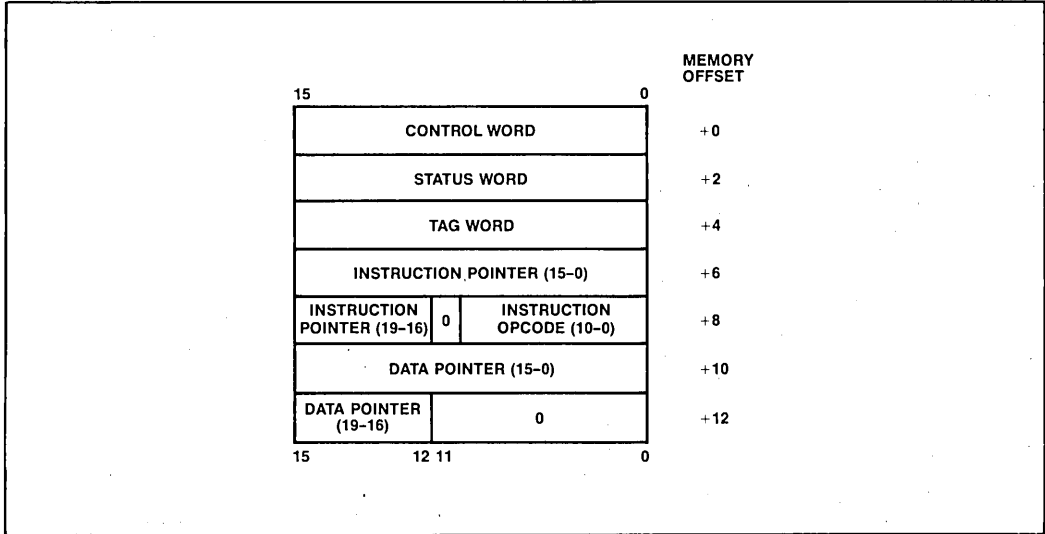 MEMORY
OFFSET
15 0
CONTROL WORD +0
STATUS WORD +2
TAG WORD +4
INSTRUCTION POINTER (15–0) +6
INSTRUCTION
POINTER (19–16)
0
INSTRUCTION
OPCODE (10–0)
+8
DATA POINTER (15–0) +10
DATA POINTER
(19–16)
0
+12
15 12 11 0